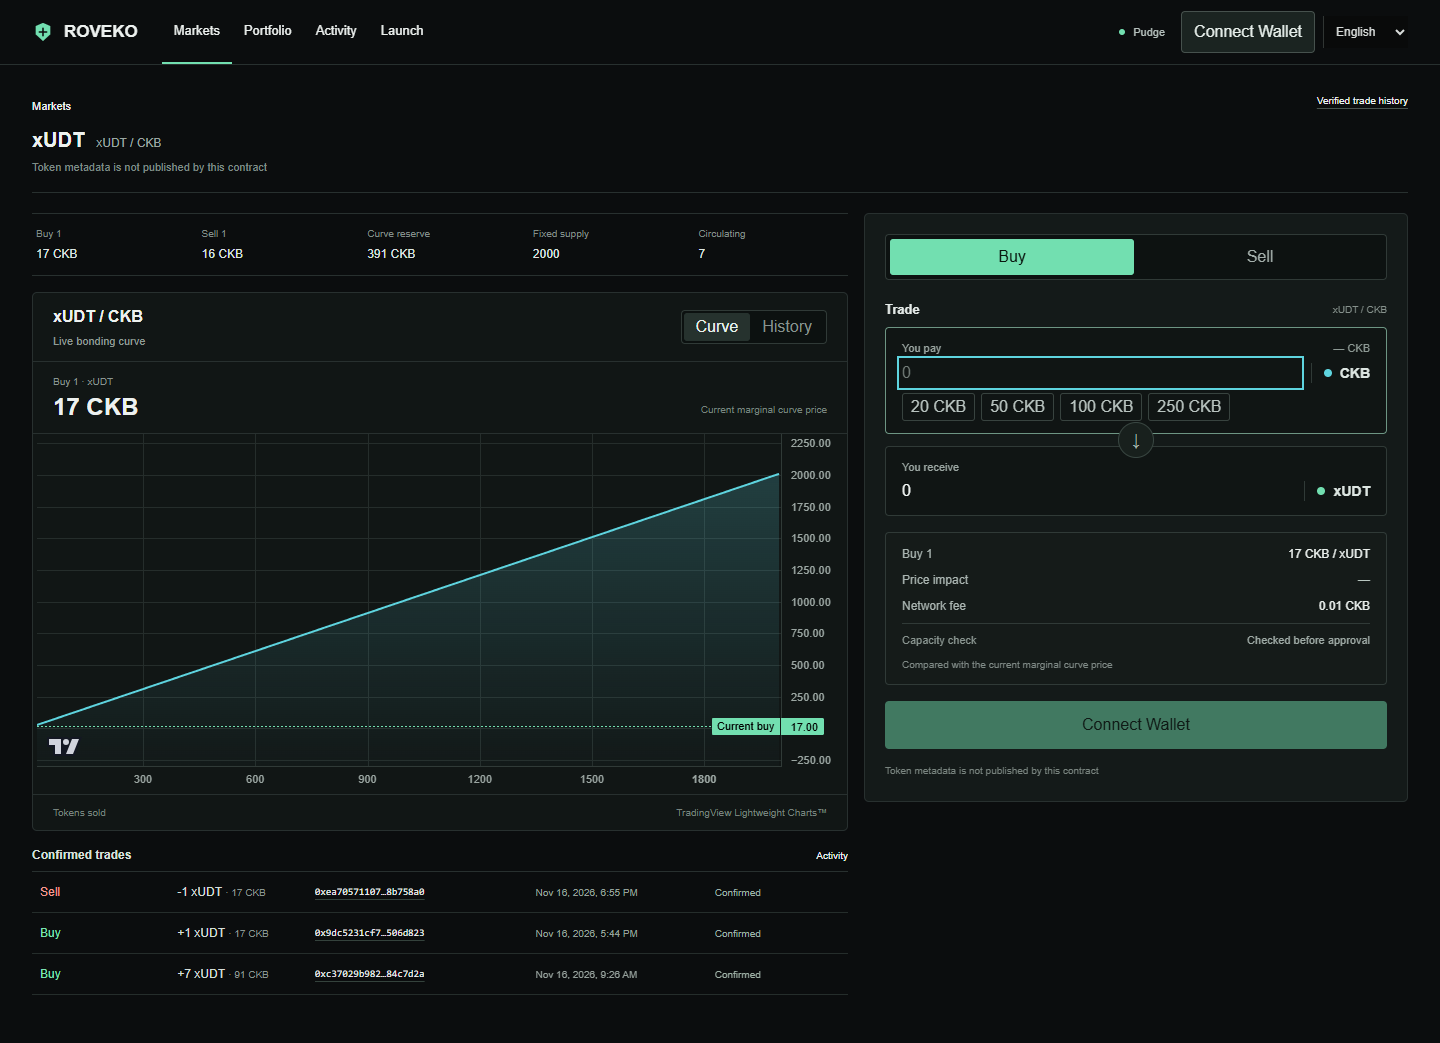 ROVEKO
Markets Portfolio Activity Launch
Pudge
Connect Wallet
English
Markets
Verified trade history
xUDT xUDT / CKB
Token metadata is not published by this contract
Buy 1 Sell 1 Curve reserve Fixed supply Circulating
17 CKB 16 CKB 391 CKB 2000 7
xUDT / CKB
Live bonding curve
Curve History
Buy 1 · xUDT
17 CKB
Current marginal curve price
2250.00
2000.00
1750.00
1500.00
1250.00
1000.00
750.00
500.00
250.00
Current buy 17.00
−250.00
300 600 900 1200 1500 1800
Tokens sold
TradingView Lightweight Charts™
Confirmed trades
Activity
Sell -1 xUDT · 17 CKB 0xea70571107…8b758a0 Nov 16, 2026, 6:55 PM Confirmed
Buy +1 xUDT · 17 CKB 0x9dc5231cf7…506d823 Nov 16, 2026, 5:44 PM Confirmed
Buy +7 xUDT · 91 CKB 0xc37029b982…84c7d2a Nov 16, 2026, 9:26 AM Confirmed
Buy Sell
Trade xUDT / CKB
You pay — CKB
0 CKB
20 CKB 50 CKB 100 CKB 250 CKB
↓
You receive
0 xUDT
Buy 1 17 CKB / xUDT
Price impact —
Network fee 0.01 CKB
Capacity check Checked before approval
Compared with the current marginal curve price
Connect Wallet
Token metadata is not published by this contract